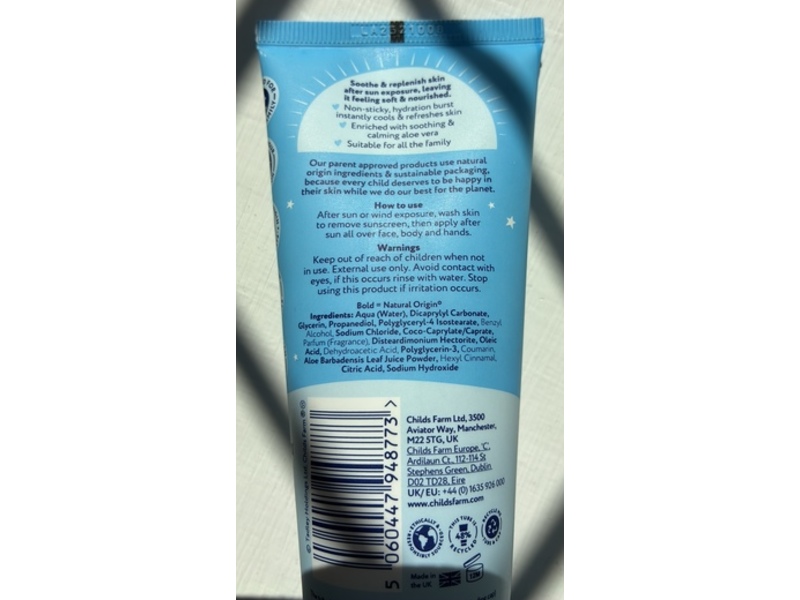 Soothe & replenish skin
after sun exposure, leaving
it feeling soft & nourished.
Non-sticky, hydration burst
instantly cools & refreshes skin
Enriched with soothing &
calming aloe vera
Suitable for all the family
Our parent approved products use natural
origin ingredients & sustainable packaging,
because every child deserves to be happy in
their skin while we do our best for the planet.
How to use
After sun or wind exposure, wash skin
to remove sunscreen, then apply after
sun all over face, body and hands.
Warnings
Keep out of reach of children when not
in use. External use only. Avoid contact with
eyes, if this occurs rinse with water. Stop
using this product if irritation occurs.
Bold = Natural Origin®
Ingredients: Aqua (Water), Dicaprylyl Carbonate,
Glycerin, Propanediol, Polyglyceryl-4 Isostearate, Benzyl
Alcohol, Sodium Chloride, Coco-Caprylate/Caprate,
Parfum (Fragrance), Disteardimonium Hectorite, Oleic
Acid, Dehydroacetic Acid, Polyglycerin-3, Coumarin,
Aloe Barbadensis Leaf Juice Powder, Hexyl Cinnamal,
Citric Acid, Sodium Hydroxide
Childs Farm Ltd, 3500
Aviator Way, Manchester,
M22 5TG, UK
Childs Farm Europe, 'C',
Ardilaun Ct., 112-114 St
Stephens Green, Dublin,
D02 TD28, Eire
UK/EU: +44 (0) 1635 926 000
www.childsfarm.com
5 060447 948773 >
ETHICALLY & RESPONSIBLY SOURCED
THIS TUBE IS 48% RECYCLED
Made in
the UK
12M